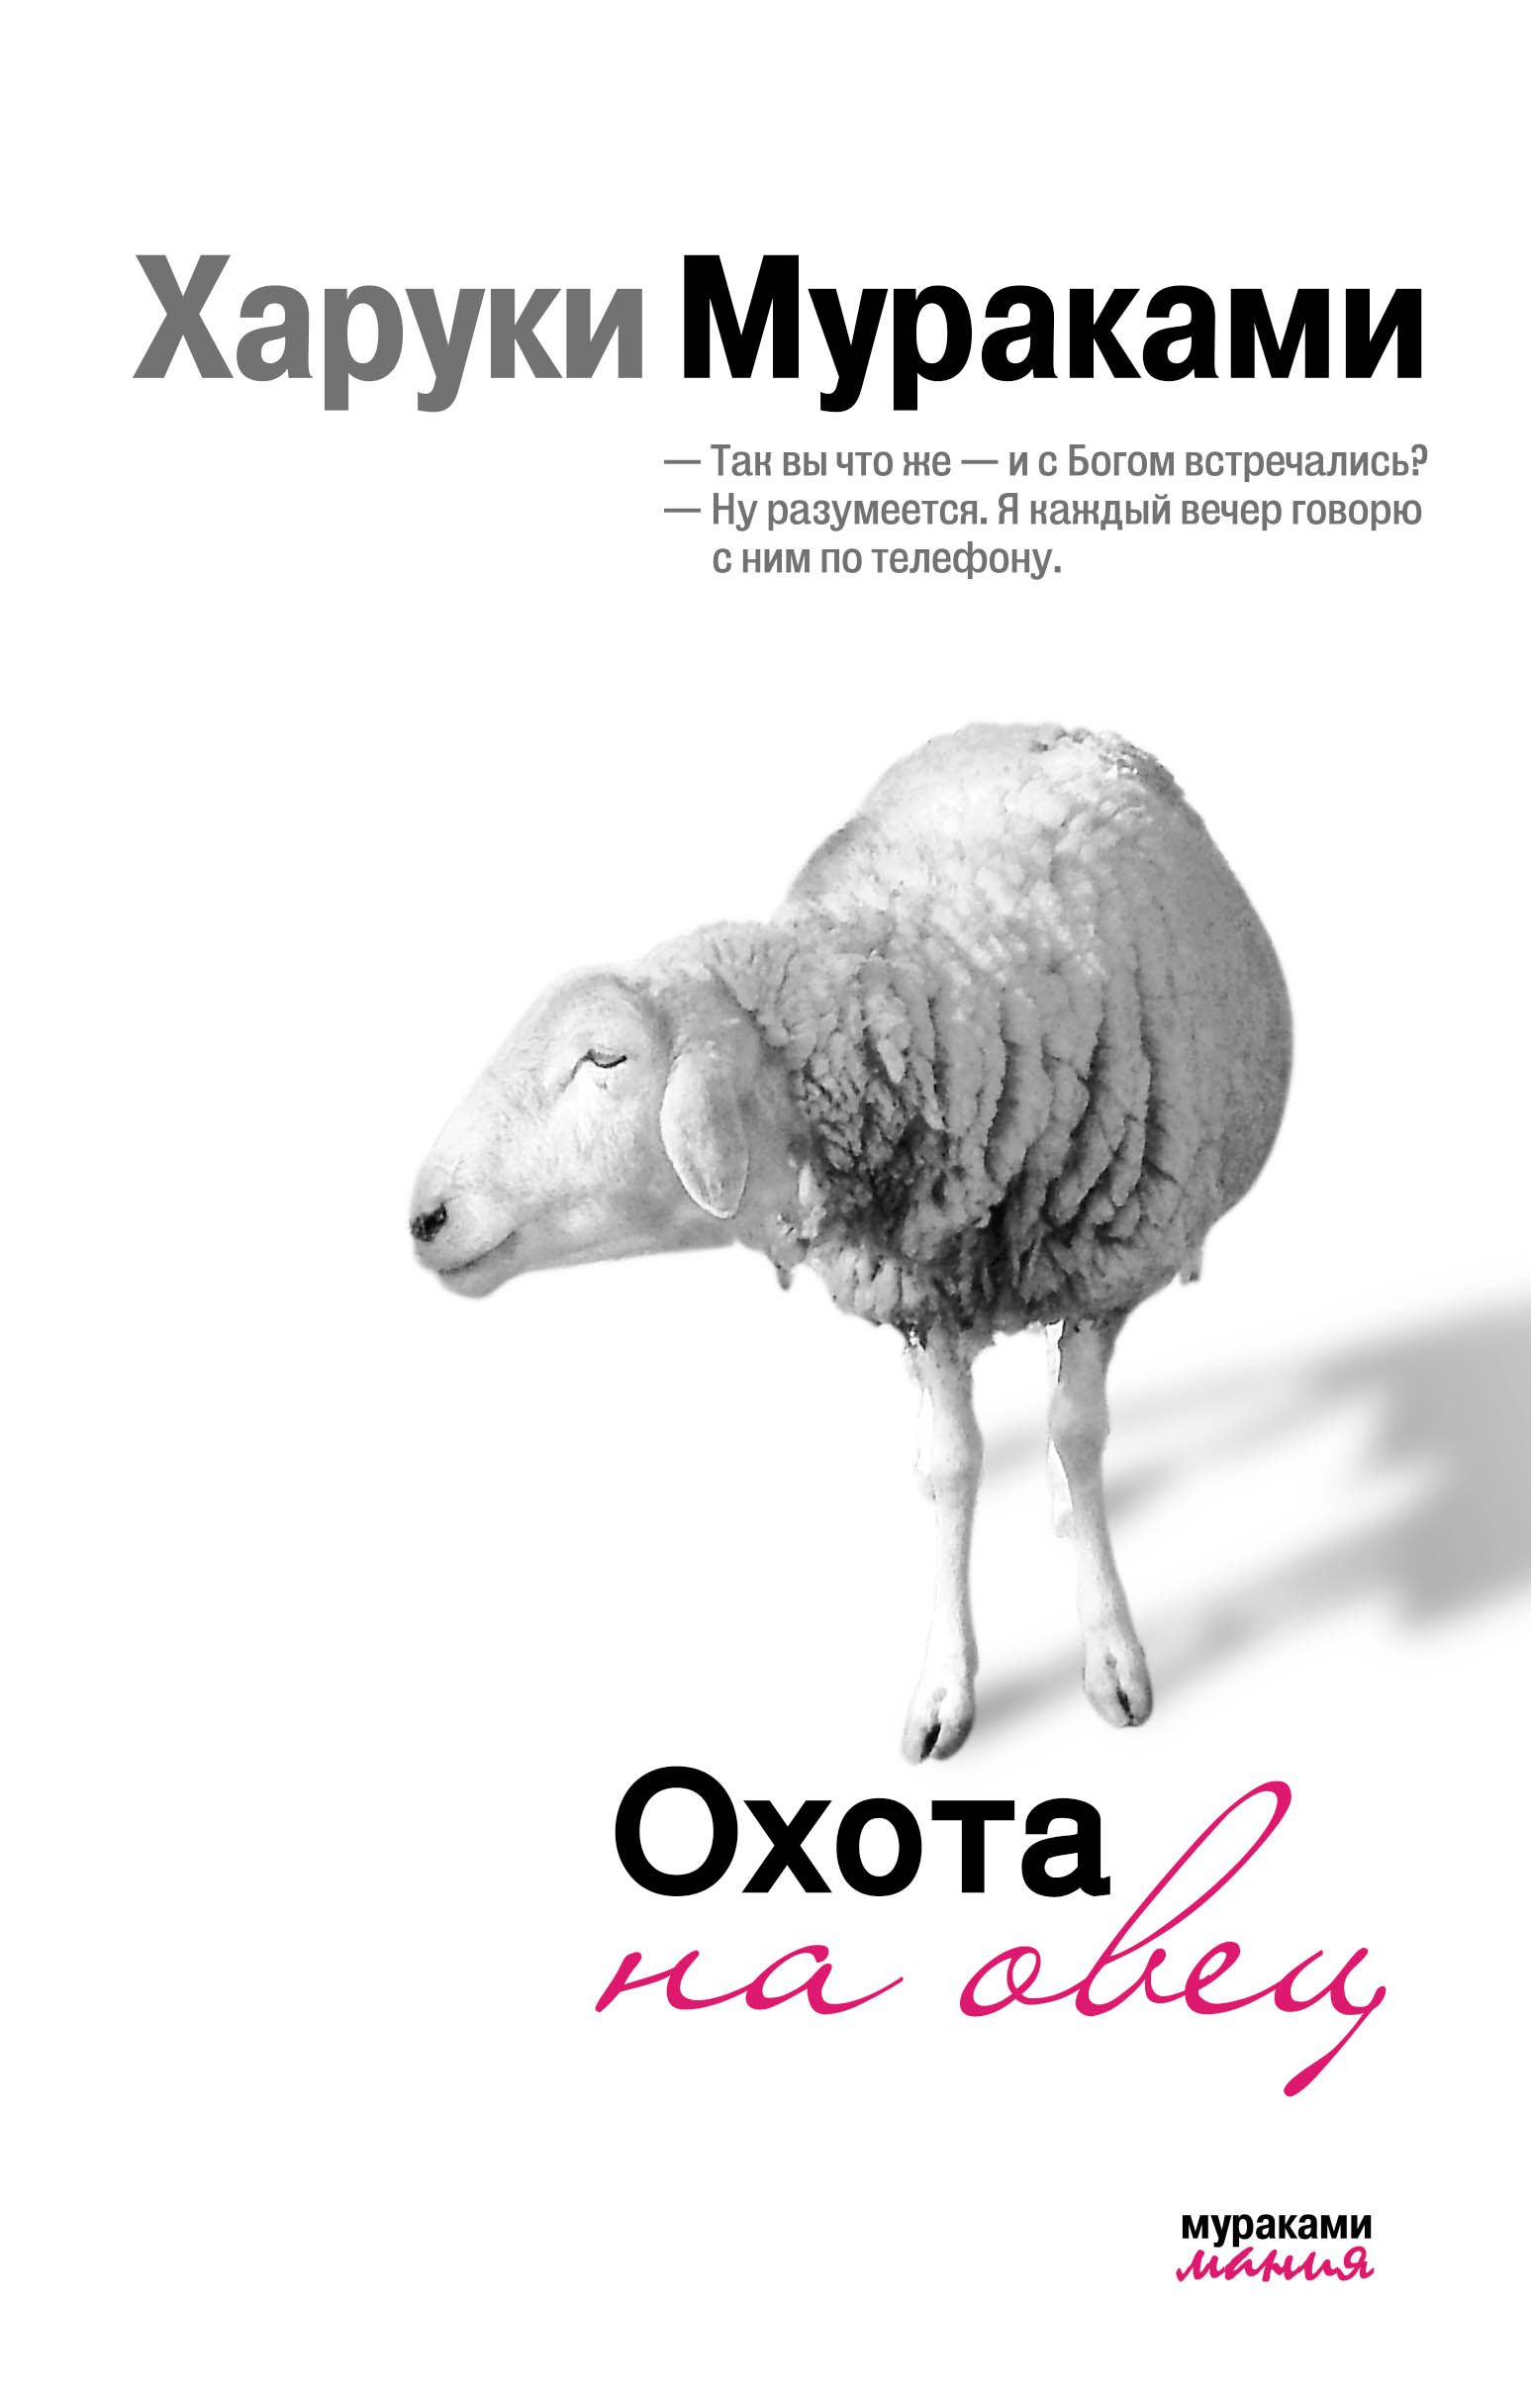 Харуки Мураками
— Так вы что же — и с Богом встречались?
— Ну разумеется. Я каждый вечер говорю
с ним по телефону.
Охота
на овец
мураками
мания